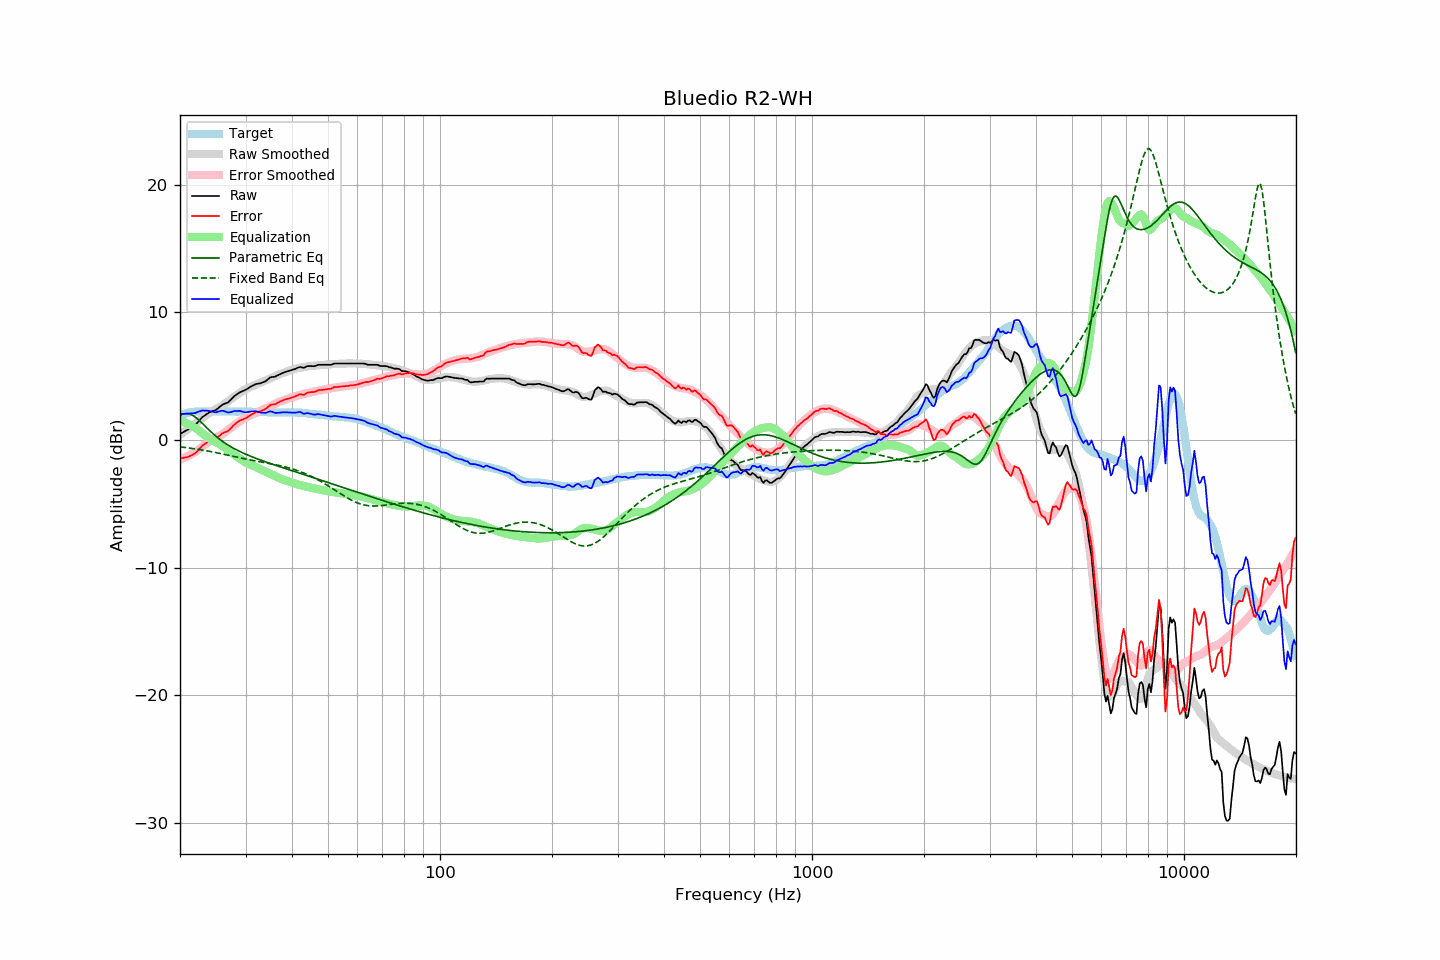 Bluedio R2-WH
Target
Raw Smoothed
Error Smoothed
Raw
Error
Equalization
Parametric Eq
Fixed Band Eq
Equalized
20
10
0
−10
−20
−30
Amplitude (dBr)
100
1000
10000
Frequency (Hz)